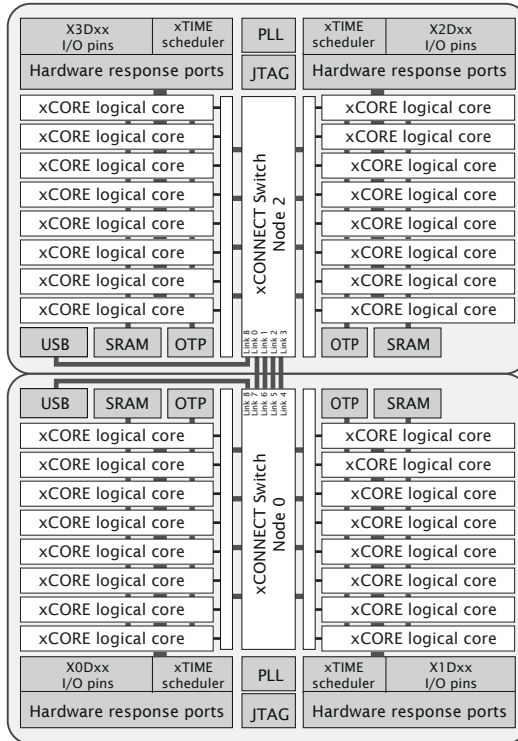 X3Dxx
I/O pins
xTIME
scheduler
PLL
xTIME
scheduler
X2Dxx
I/O pins
Hardware response ports
JTAG
Hardware response ports
xCORE logical core
xCORE logical core
xCORE logical core
xCORE logical core
xCORE logical core
xCORE logical core
xCORE logical core
xCORE logical core
xCONNECT Switch
Node 2
xCORE logical core
xCORE logical core
xCORE logical core
xCORE logical core
xCORE logical core
xCORE logical core
xCORE logical core
xCORE logical core
USB
SRAM
OTP
Link 8
Link 0
Link 1
Link 2
Link 3
OTP
SRAM
USB
SRAM
OTP
Link 8
Link 7
Link 6
Link 5
Link 4
OTP
SRAM
xCORE logical core
xCORE logical core
xCORE logical core
xCORE logical core
xCORE logical core
xCORE logical core
xCORE logical core
xCORE logical core
xCONNECT Switch
Node 0
xCORE logical core
xCORE logical core
xCORE logical core
xCORE logical core
xCORE logical core
xCORE logical core
xCORE logical core
xCORE logical core
X0Dxx
I/O pins
xTIME
scheduler
PLL
xTIME
scheduler
X1Dxx
I/O pins
Hardware response ports
JTAG
Hardware response ports